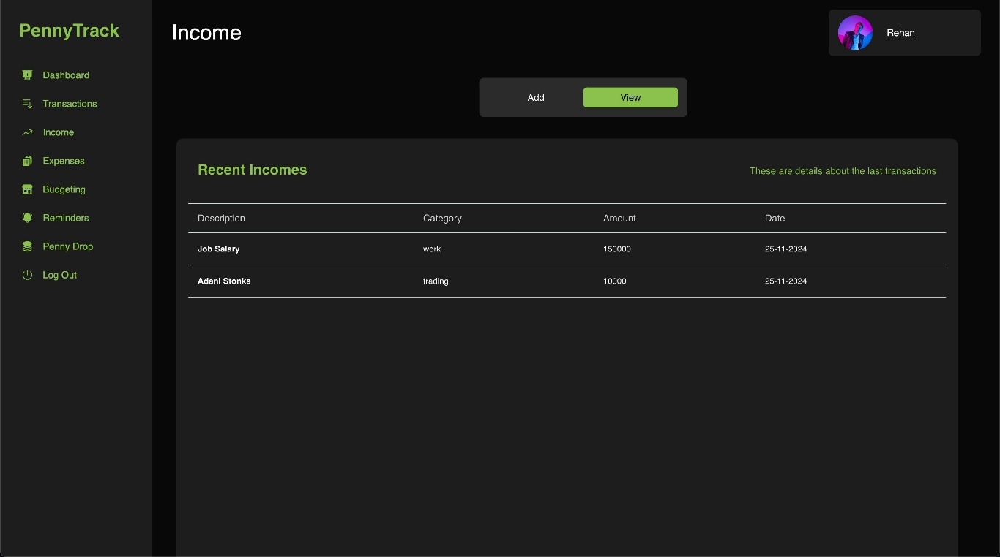 PennyTrack
Dashboard
Transactions
Income
Expenses
Budgeting
Reminders
Penny Drop
Log Out
Income
Rehan
Add View
Recent Incomes These are details about the last transactions
Description Category Amount Date
Job Salary work 150000 25-11-2024
Adani Stonks trading 10000 25-11-2024